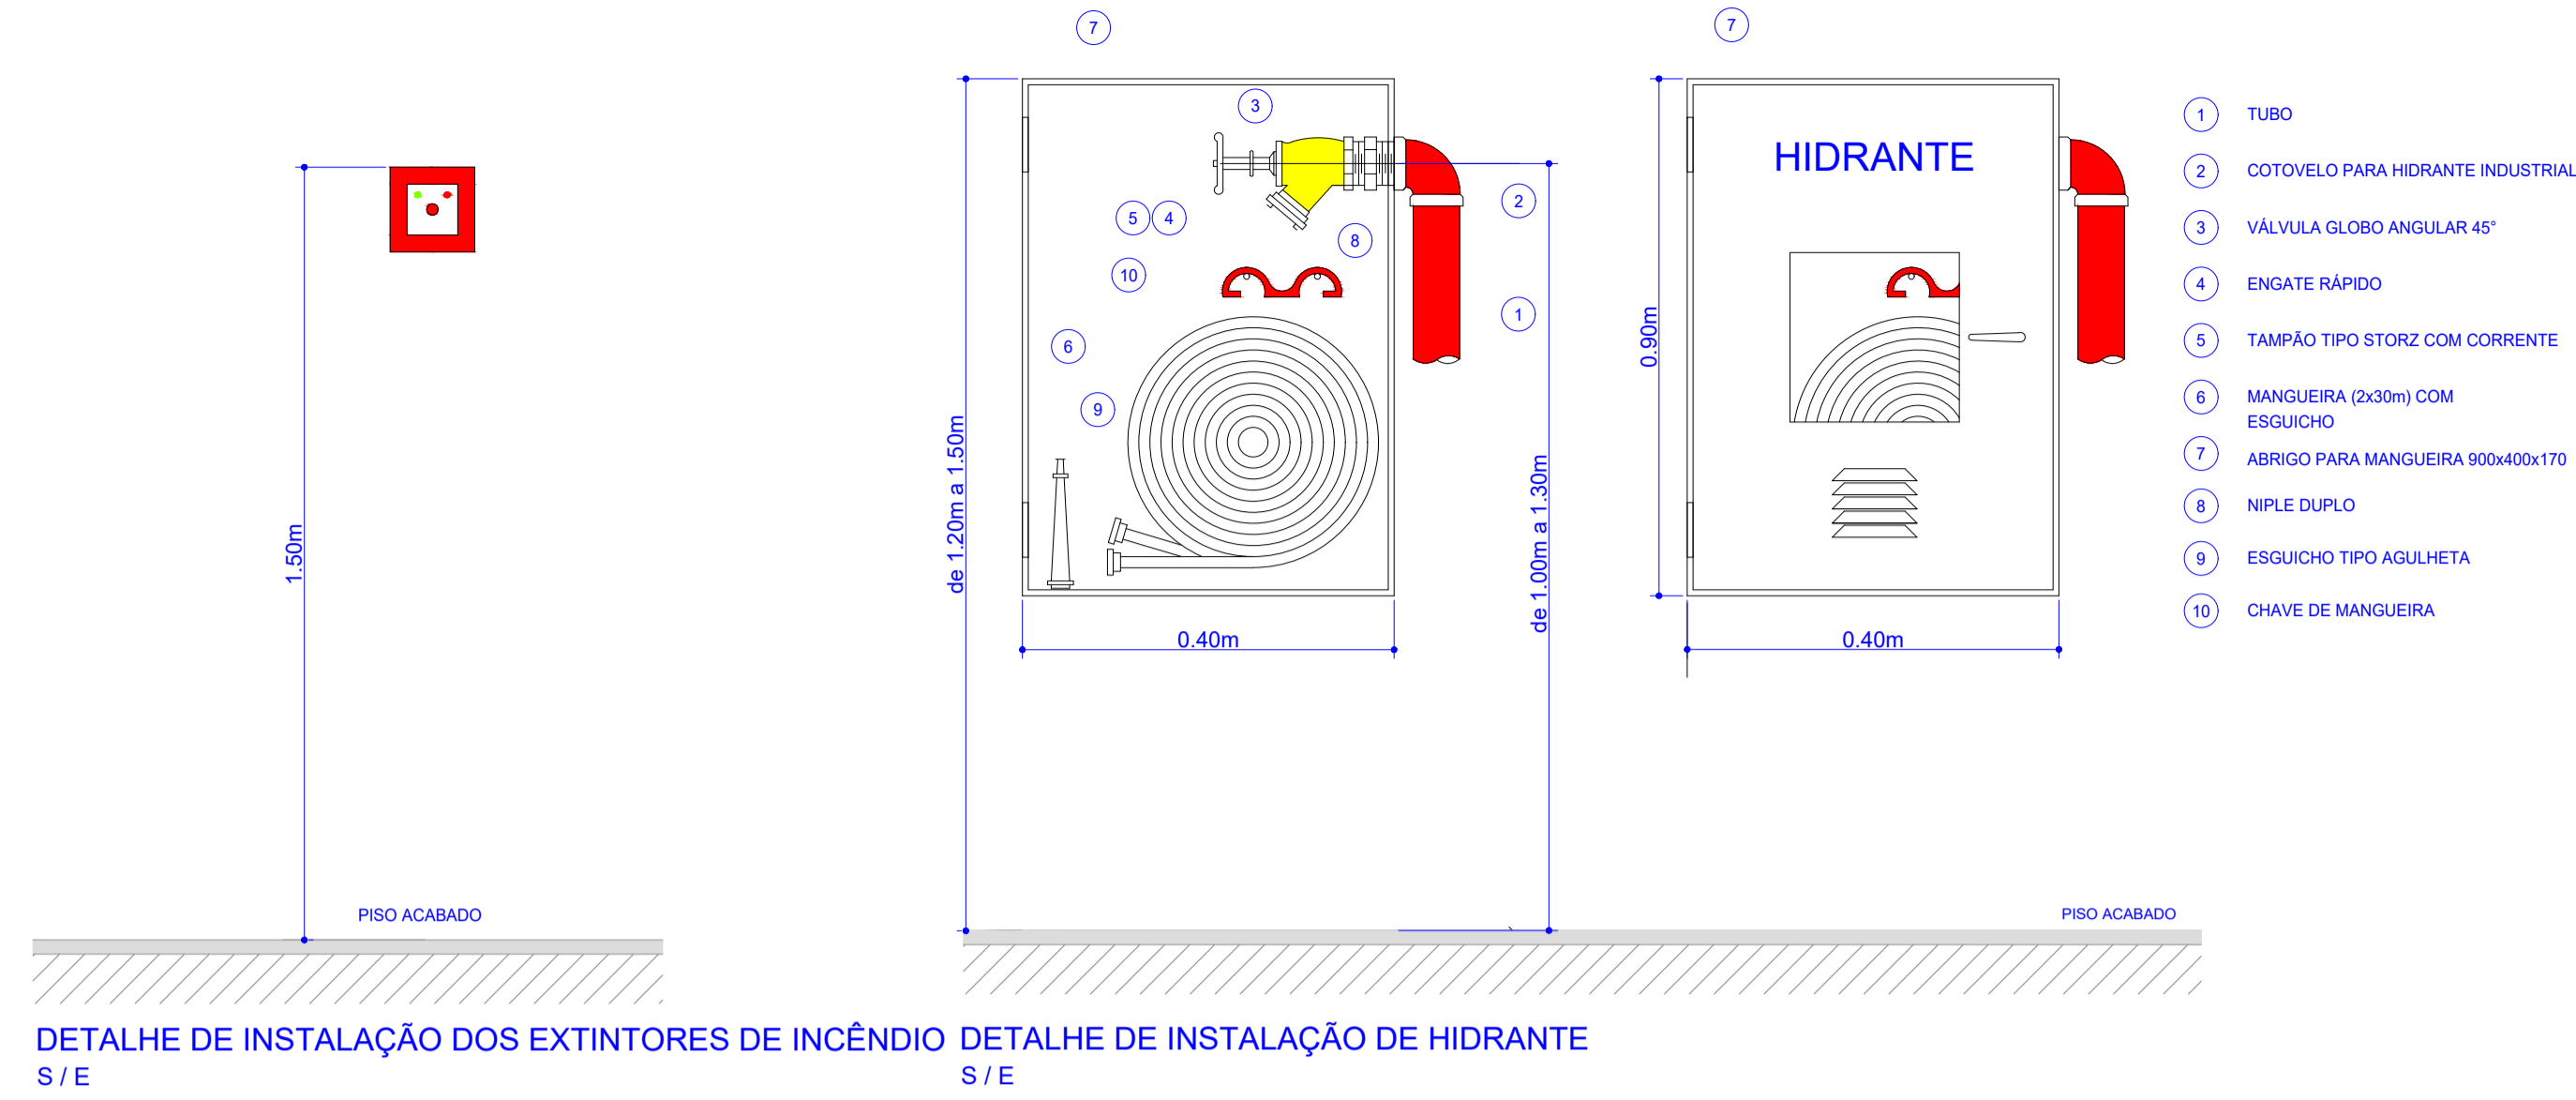 1.50m
PISO ACABADO
DETALHE DE INSTALAÇÃO DOS EXTINTORES DE INCÊNDIO
S / E
7
3
5
4
10
8
2
1
6
9
de 1.20m a 1.50m
de 1.00m a 1.30m
0.40m
7
HIDRANTE
0.90m
0.40m
PISO ACABADO
DETALHE DE INSTALAÇÃO DE HIDRANTE
S / E
1 TUBO
2 COTOVELO PARA HIDRANTE INDUSTRIAL
3 VÁLVULA GLOBO ANGULAR 45°
4 ENGATE RÁPIDO
5 TAMPÃO TIPO STORZ COM CORRENTE
6 MANGUEIRA (2x30m) COM
ESGUICHO
7 ABRIGO PARA MANGUEIRA 900x400x170
8 NIPLE DUPLO
9 ESGUICHO TIPO AGULHETA
10 CHAVE DE MANGUEIRA